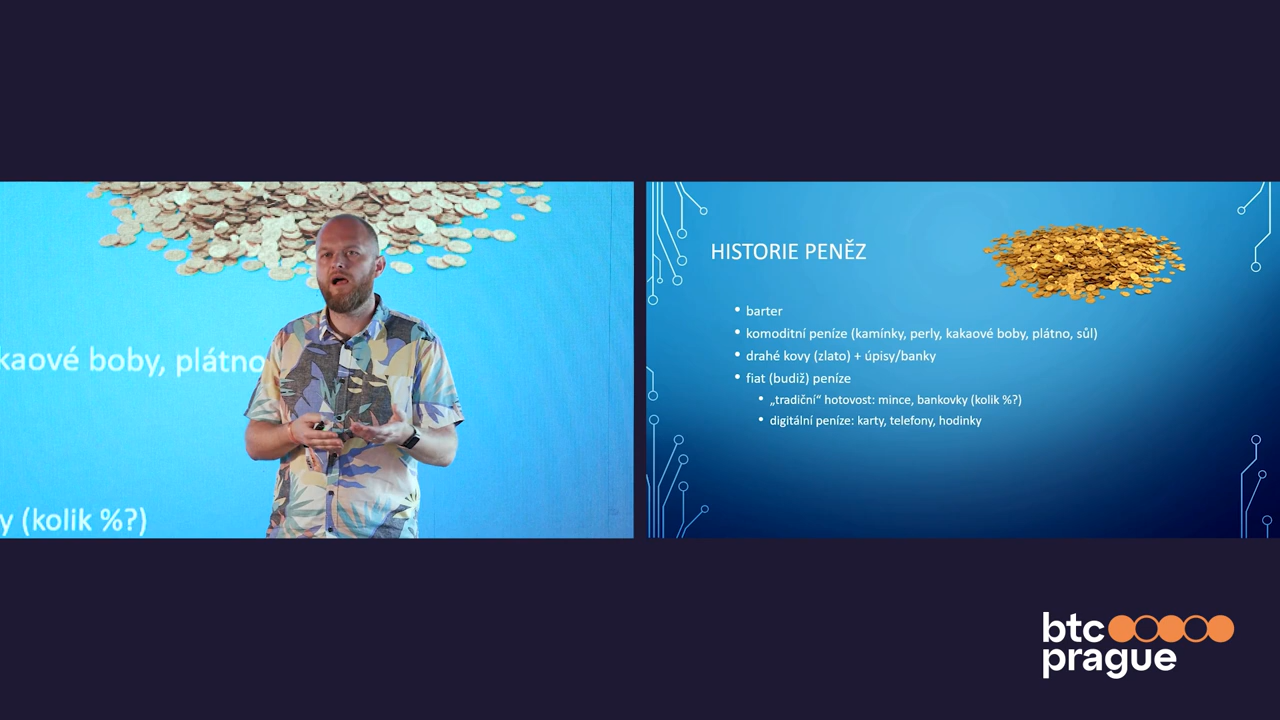 kaové boby, plátno
y (kolik %?)
HISTORIE PENĚZ
• barter
• komoditní peníze (kamínky, perly, kakaové boby, plátno, sůl)
• drahé kovy (zlato) + úpisy/banky
• fiat (budiž) peníze
• „tradiční“ hotovost: mince, bankovky (kolik %?)
• digitální peníze: karty, telefony, hodinky
btc
prague